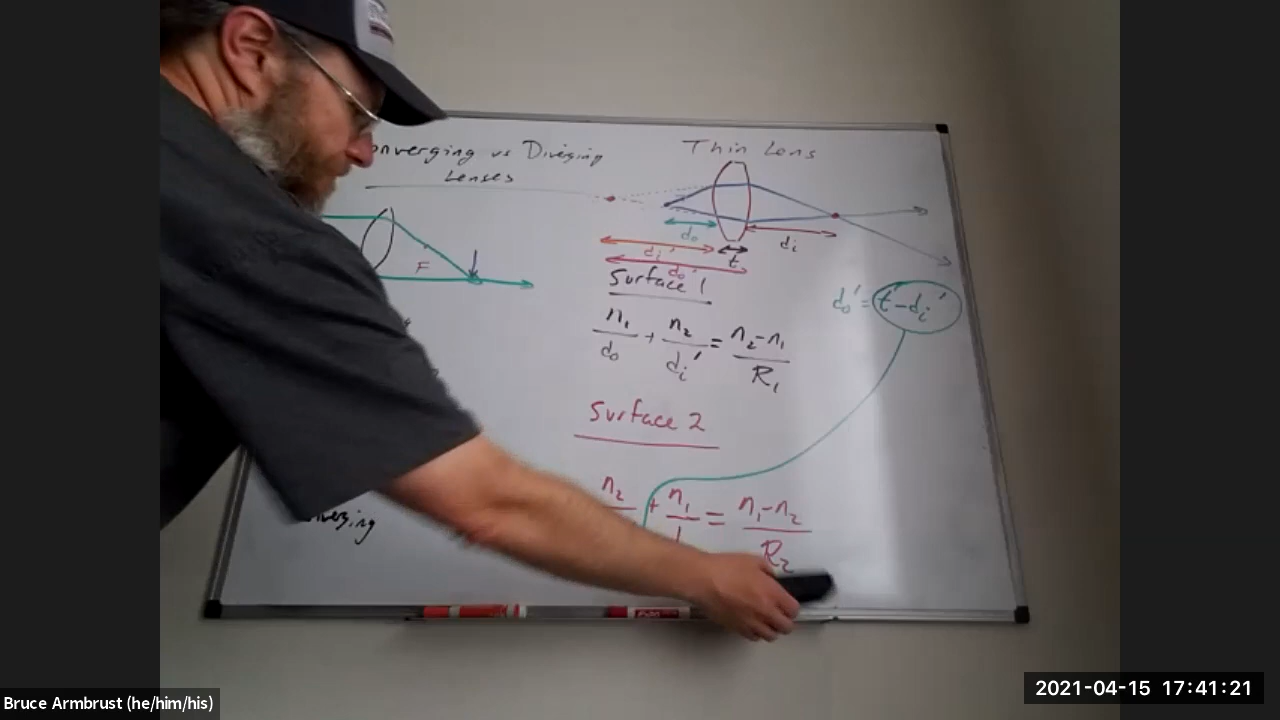 onverging vs Diverging
Lenses
F
verging
Thin Lens
do
di
di'
t
do'
Surface 1
n1/do + n2/di' = n2-n1/R1
do' = t - di'
Surface 2
n2 + n1 = n1-n2/R2
Expo
Bruce Armbrust (he/him/his)
2021-04-15 17:41:21